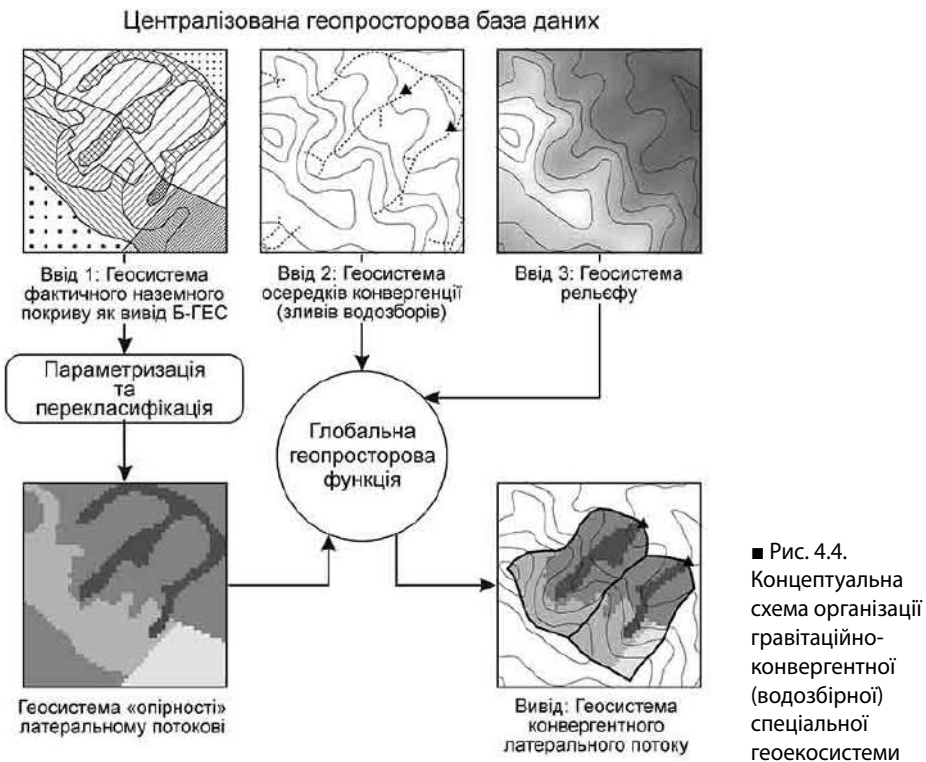 Централізована геопросторова база даних
Ввід 1: Геосистема
фактичного наземного
покриву як вивід Б-ГЕС
Ввід 2: Геосистема
осередків конвергенції
(зливів водозборів)
Ввід 3: Геосистема
рельєфу
Параметризація
та
перекласифікація
Глобальна
геопросторова
функція
Геосистема «опірності»
латеральному потокові
Вивід: Геосистема
конвергентного
латерального потоку
■ Рис. 4.4.
Концептуальна
схема організації
гравітаційно-
конвергентної
(водозбірної)
спеціальної
геоекосистеми